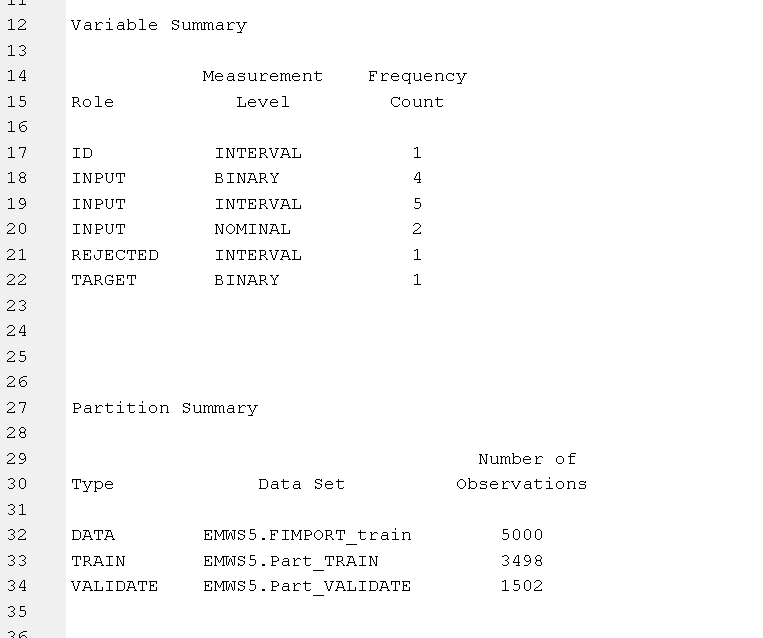 11
12 Variable Summary
13
14 Measurement Frequency
15 Role Level Count
16
17 ID INTERVAL 1
18 INPUT BINARY 4
19 INPUT INTERVAL 5
20 INPUT NOMINAL 2
21 REJECTED INTERVAL 1
22 TARGET BINARY 1
23
24
25
26
27 Partition Summary
28
29 Number of
30 Type Data Set Observations
31
32 DATA EMWS5.FIMPORT_train 5000
33 TRAIN EMWS5.Part_TRAIN 3498
34 VALIDATE EMWS5.Part_VALIDATE 1502
35
36